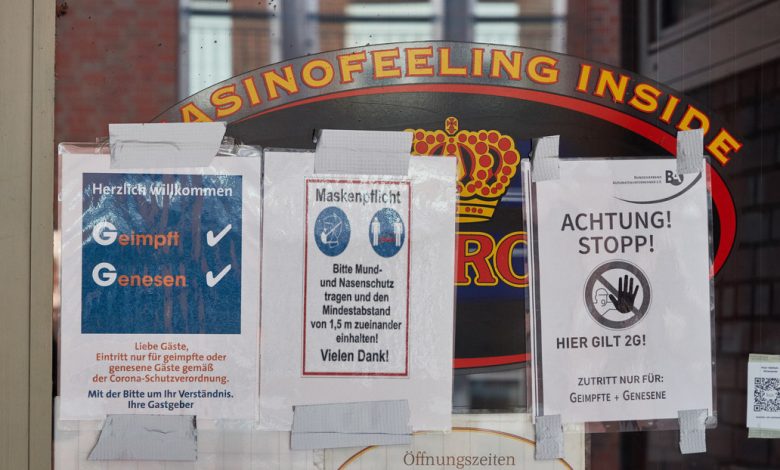 ASINOFEELING INSIDE
Herzlich willkommen
Geimpft
Genesen
Liebe Gäste,
Eintritt nur für geimpfte oder
genesene Gäste gemäß
der Corona-Schutzverordnung.
Mit der Bitte um Ihr Verständnis.
Ihre Gastgeber
Maskenpflicht
Bitte Mund-
und Nasenschutz
tragen und den
Mindestabstand
von 1,5 m zueinander
einhalten!
Vielen Dank!
ACHTUNG!
STOPP!
HIER GILT 2G!
ZUTRITT NUR FÜR:
GEIMPFTE + GENESENE
Öffnungszeiten